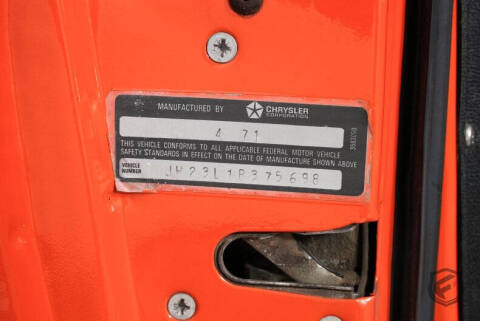 MANUFACTURED BY CHRYSLER CORPORATION
4 71
THIS VEHICLE CONFORMS TO ALL APPLICABLE FEDERAL MOTOR VEHICLE
SAFETY STANDARDS IN EFFECT ON THE DATE OF MANUFACTURE SHOWN ABOVE
VEHICLE NUMBER JH23L1B375698